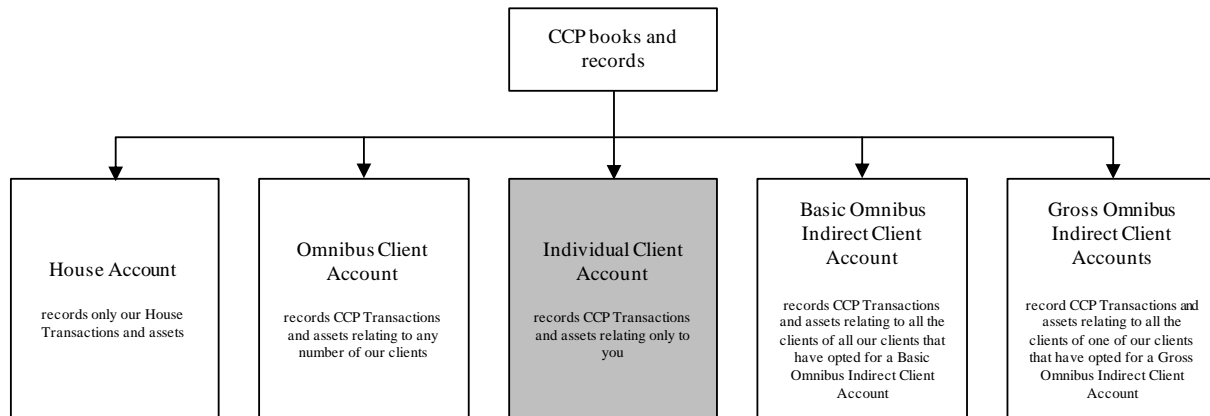 CCP books and
records
House Account
records only our House
Transactions and assets
Omnibus Client
Account
records CCP Transactions
and assets relating to any
number of our clients
Individual Client
Account
records CCP Transactions
and assets relating only to
you
Basic Omnibus
Indirect Client
Account
records CCP Transactions
and assets relating to all the
clients of all our clients that
have opted for a Basic
Omnibus Indirect Client
Account
Gross Omnibus
Indirect Client
Accounts
record CCP Transactions and
assets relating to all the
clients of one of our clients
that have opted for a Gross
Omnibus Indirect Client
Account